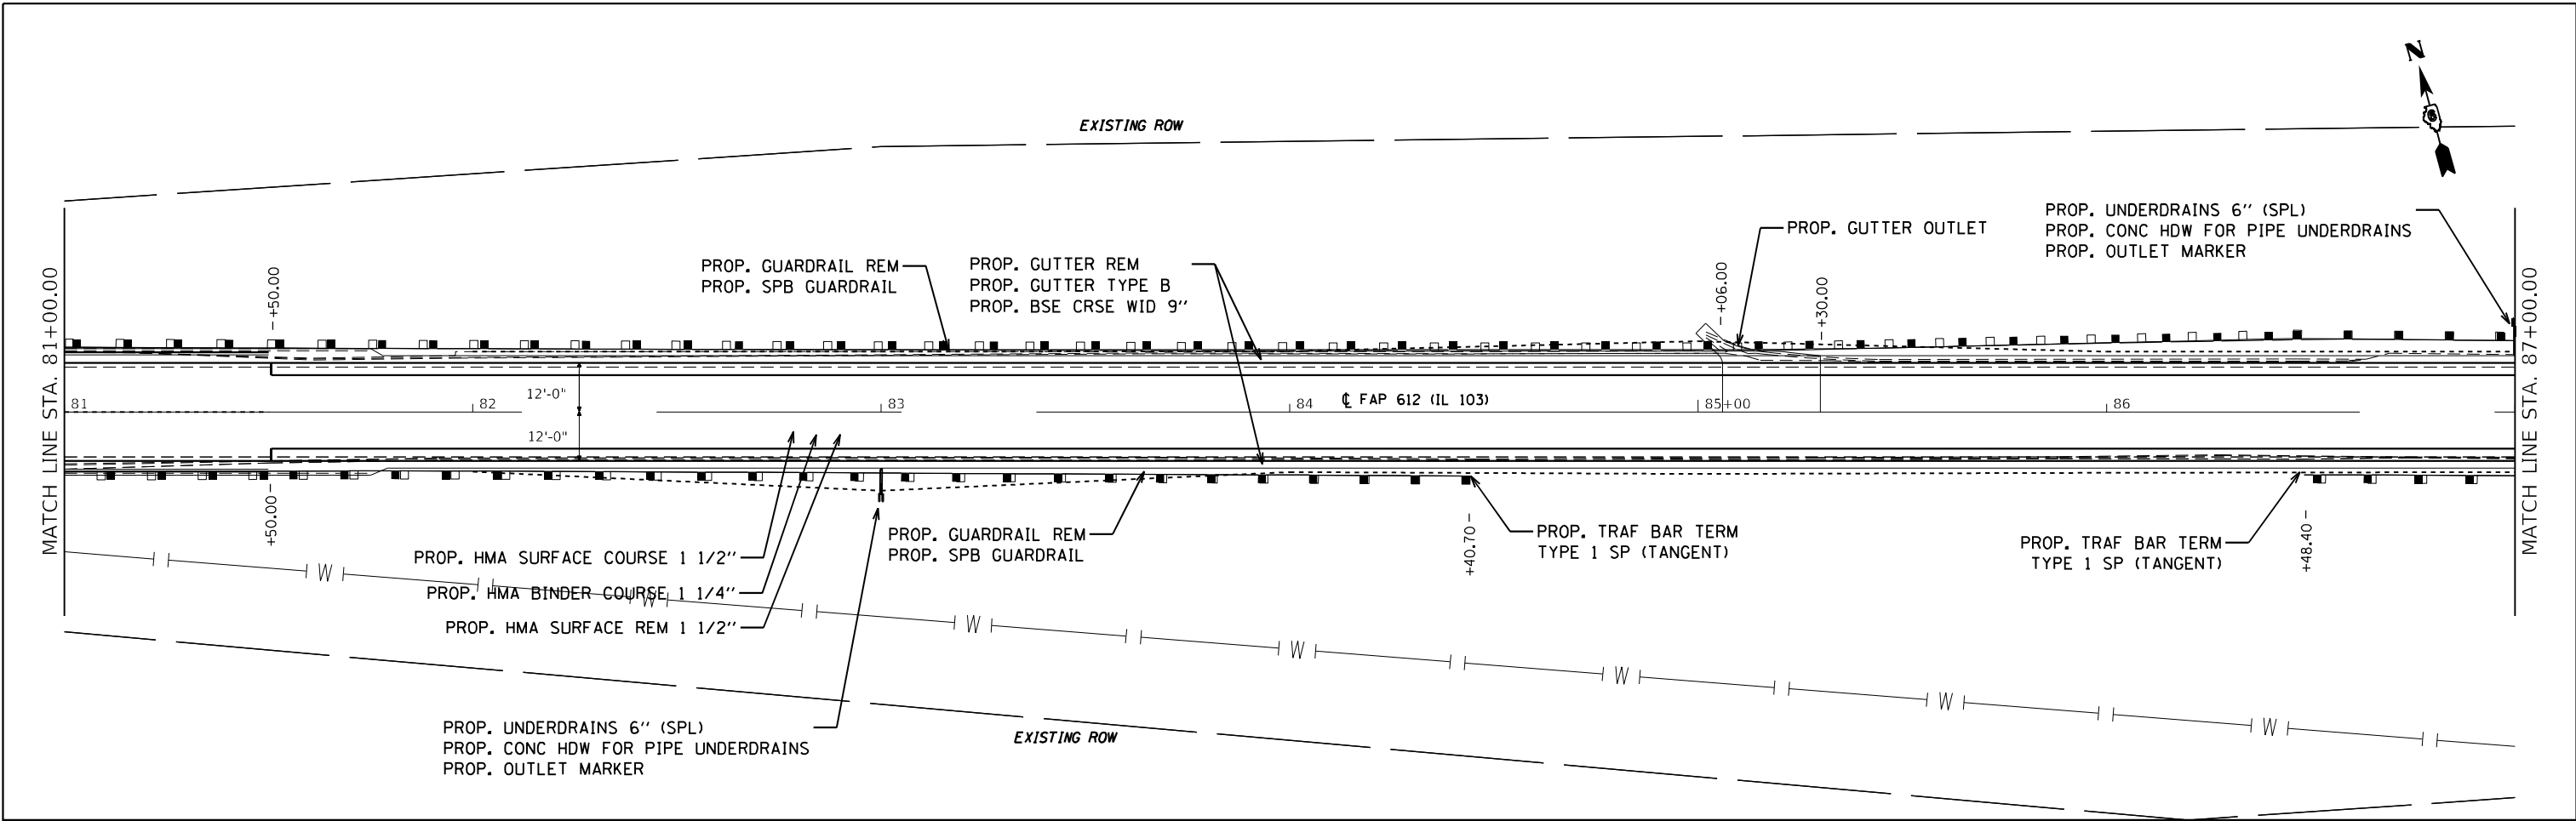 N
EXISTING ROW
PROP. UNDERDRAINS 6" (SPL)
PROP. CONC HDW FOR PIPE UNDERDRAINS
PROP. OUTLET MARKER
PROP. GUTTER OUTLET
PROP. GUARDRAIL REM
PROP. SPB GUARDRAIL
PROP. GUTTER REM
PROP. GUTTER TYPE B
PROP. BSE CRSE WID 9"
MATCH LINE STA. 81+00.00
+50.00
+06.00
+30.00
MATCH LINE STA. 87+00.00
12'-0"
81
82
83
84
℄ FAP 612 (IL 103)
85+00
86
12'-0"
+50.00
PROP. GUARDRAIL REM
PROP. SPB GUARDRAIL
+40.70
PROP. TRAF BAR TERM
TYPE 1 SP (TANGENT)
PROP. TRAF BAR TERM
TYPE 1 SP (TANGENT)
+48.40
PROP. HMA SURFACE COURSE 1 1/2"
PROP. HMA BINDER COURSE 1 1/4"
PROP. HMA SURFACE REM 1 1/2"
W
W
W
W
W
W
W
PROP. UNDERDRAINS 6" (SPL)
PROP. CONC HDW FOR PIPE UNDERDRAINS
PROP. OUTLET MARKER
EXISTING ROW